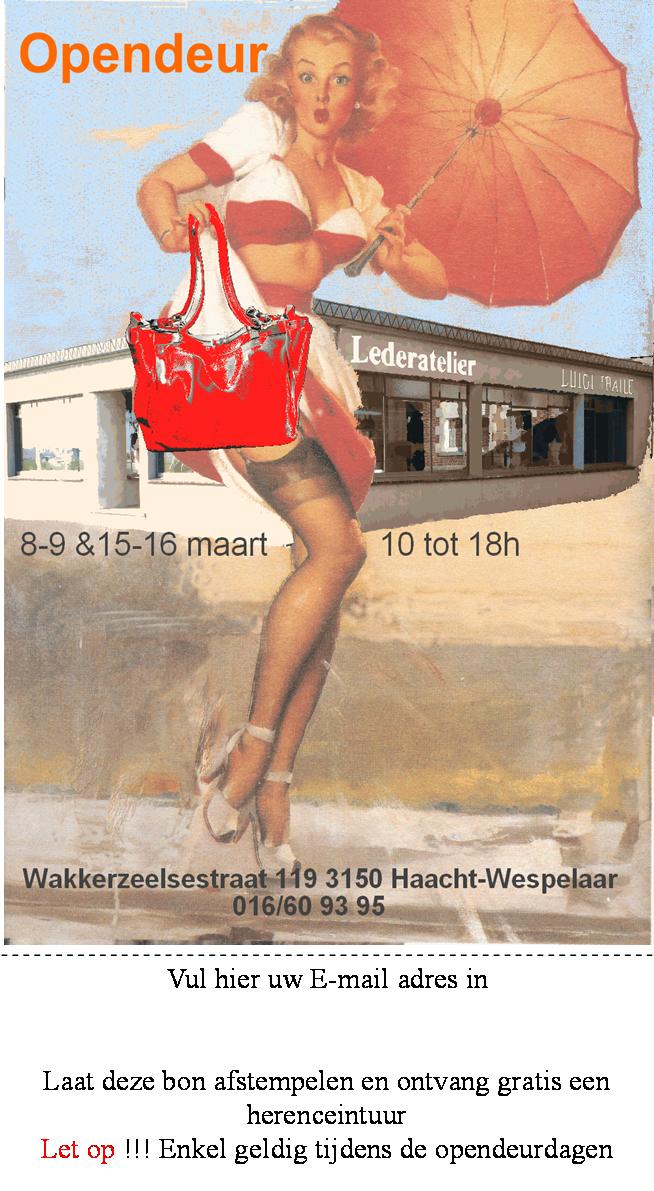 Opendeur
Lederatelier
LUIGI
8-9 &15-16 maart
10 tot 18h
Wakkerzeelsestraat 119 3150 Haacht-Wespelaar
016/60 93 95
Vul hier uw E-mail adres in
Laat deze bon afstempelen en ontvang gratis een
herenceintuur
Let op !!! Enkel geldig tijdens de opendeurdagen